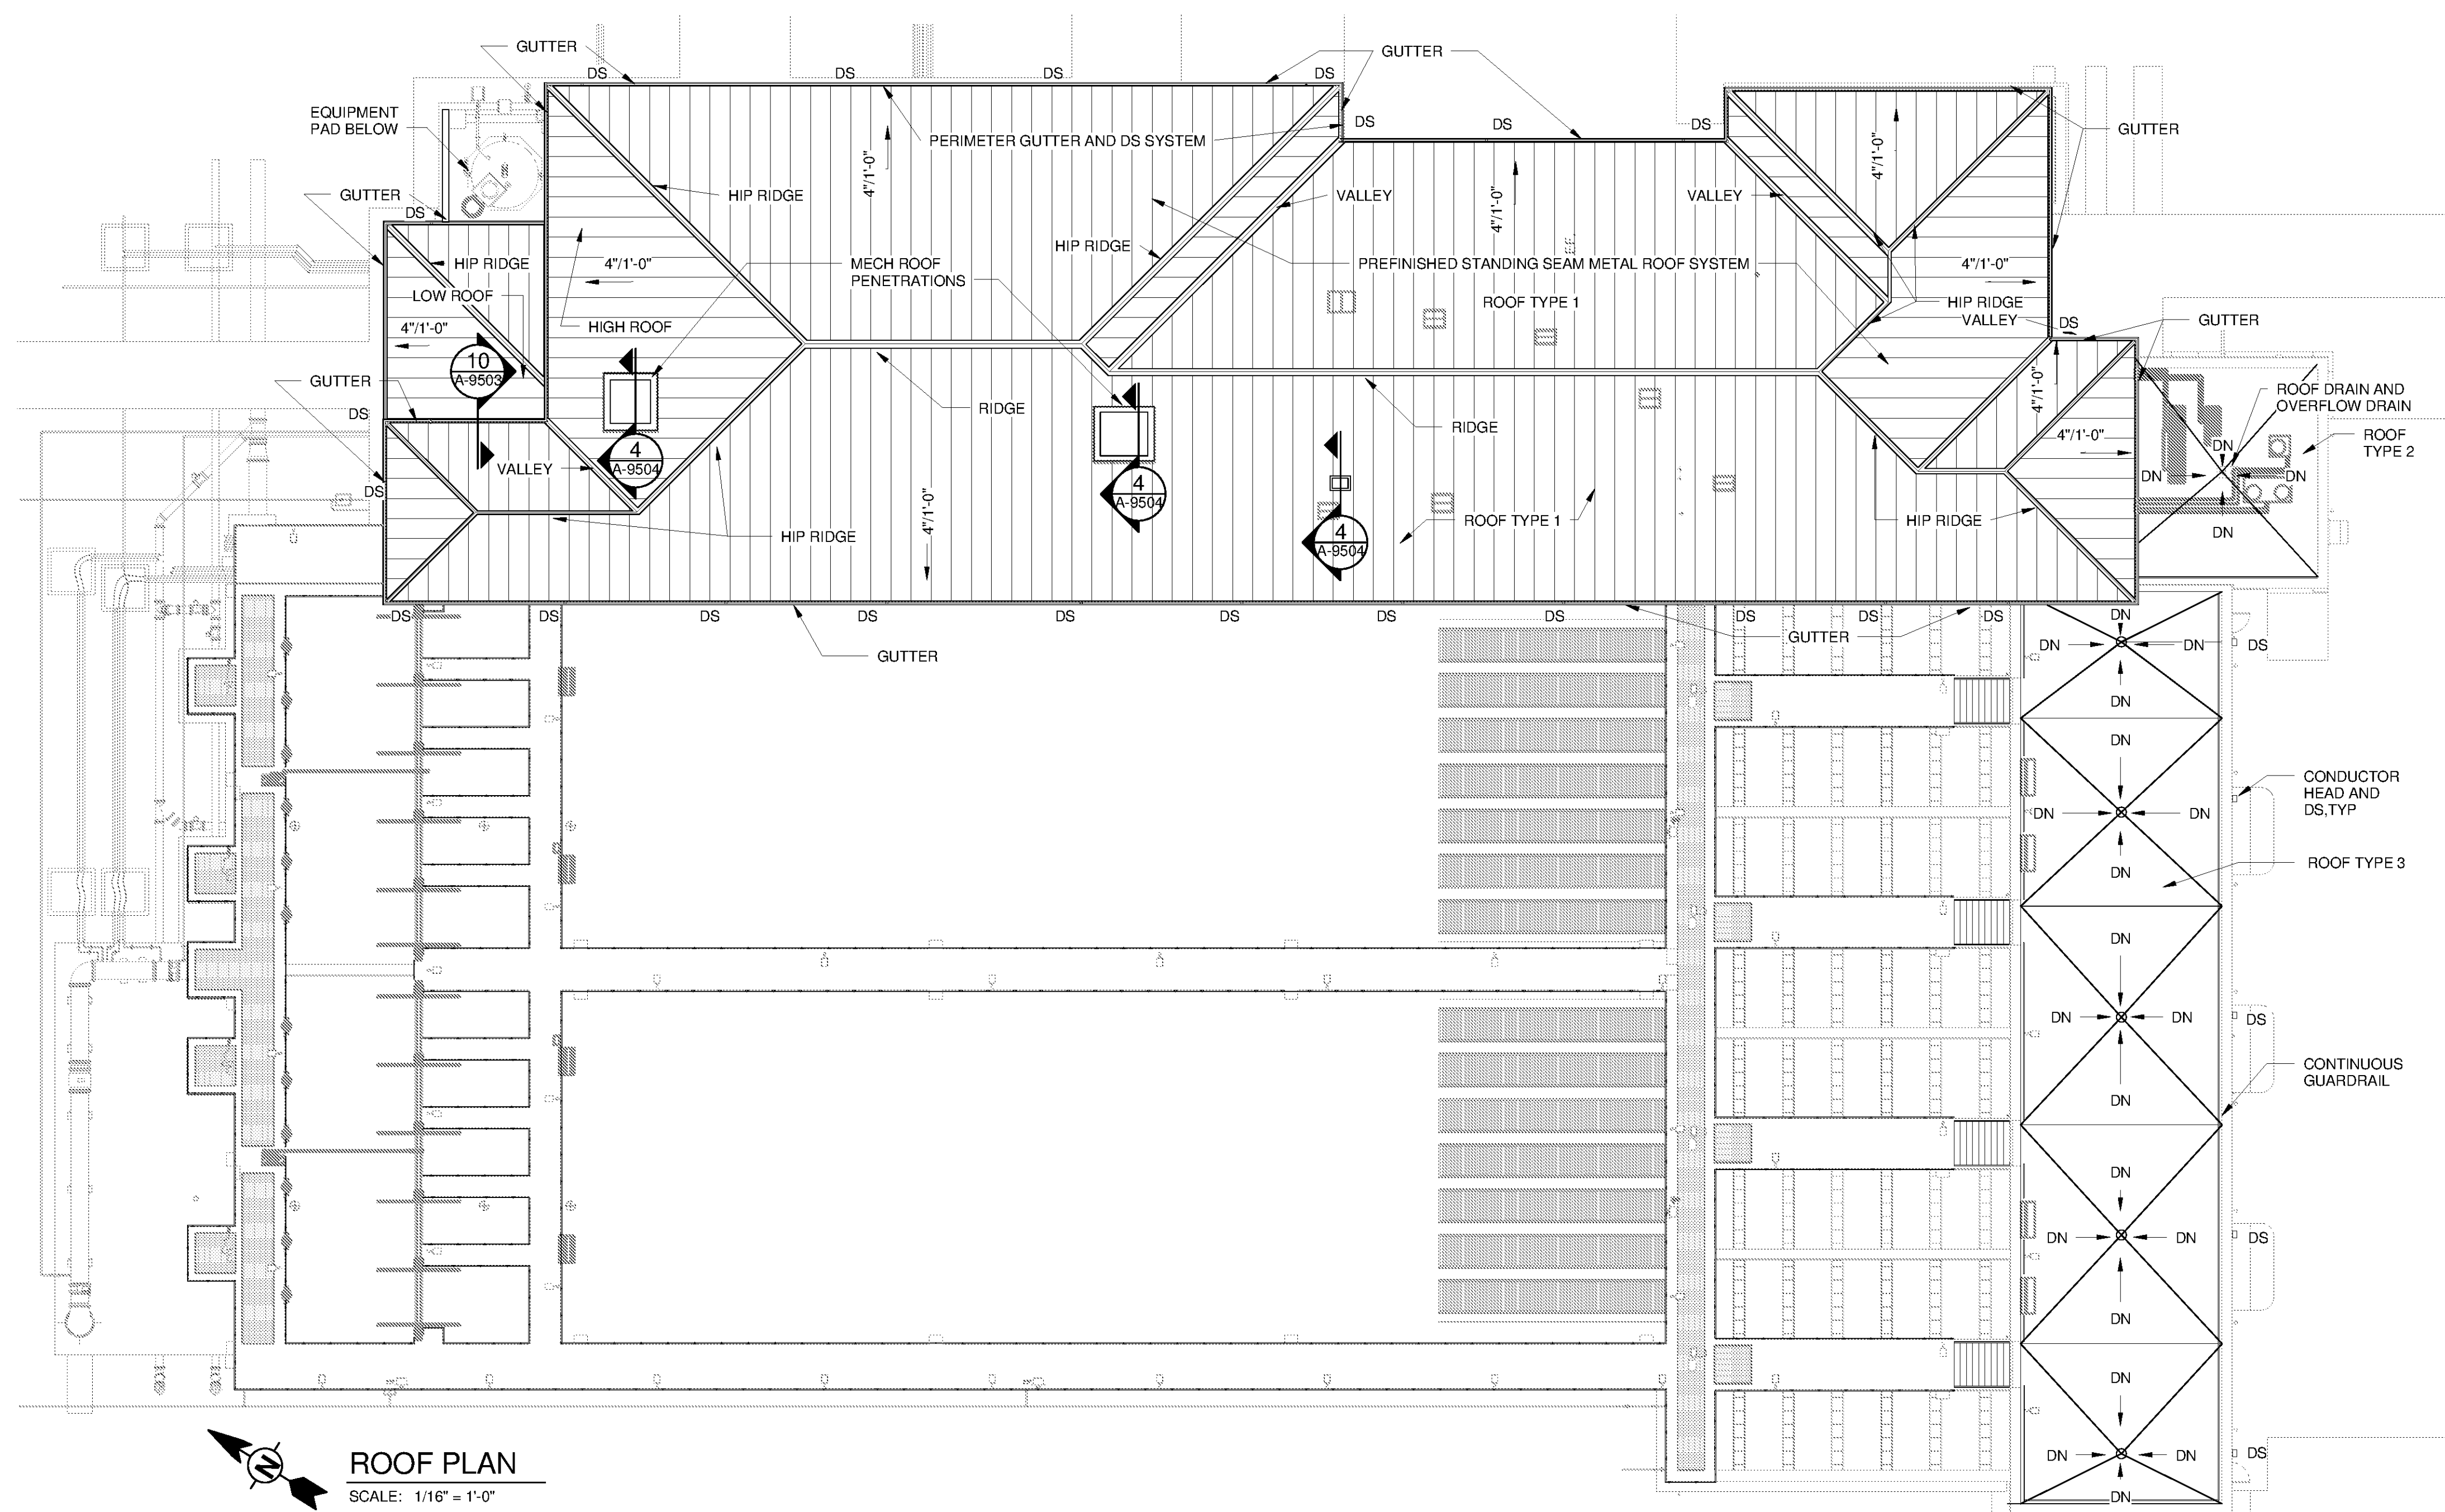 GUTTER
GUTTER
DS
DS
DS
DS
EQUIPMENT
PAD BELOW
DS
DS
DS
GUTTER
PERIMETER GUTTER AND DS SYSTEM
4"/1'-0"
4"/1'-0"
GUTTER
HIP RIDGE
VALLEY
VALLEY
4"/1'-0"
DS
HIP RIDGE
HIP RIDGE
4"/1'-0"
MECH ROOF
PENETRATIONS
PREFINISHED STANDING SEAM METAL ROOF SYSTEM
4"/1'-0"
LOW ROOF
ROOF TYPE 1
HIP RIDGE
4"/1'-0"
HIGH ROOF
VALLEY
DS
GUTTER
10
A-9503
GUTTER
DS
4"/1'-0"
ROOF DRAIN AND
OVERFLOW DRAIN
RIDGE
RIDGE
4"/1'-0"
ROOF
TYPE 2
DN
DN
DN
DN
VALLEY
4
A-9504
DS
4
A-9504
4"/1'-0"
ROOF TYPE 1
HIP RIDGE
HIP RIDGE
4
A-9504
DS
DS
DS
DS
DS
DS
DS
DS
DS
DS
DS
GUTTER
GUTTER
DN
DN
DN
DS
DN
DN
CONDUCTOR
HEAD AND
DS,TYP
DN
DN
ROOF TYPE 3
DN
DN
DN
DN
DS
CONTINUOUS
GUARDRAIL
DN
DN
DN
DN
DS
DN
DN
DN
DN
DS
DN
ROOF PLAN
SCALE: 1/16" = 1'-0"
N